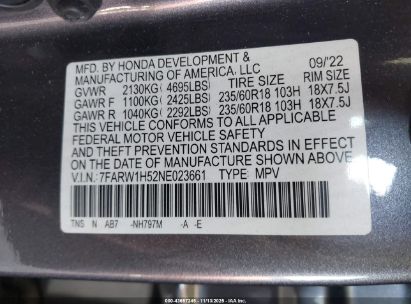 MFD. BY HONDA DEVELOPMENT & 09/'22
MANUFACTURING OF AMERICA, LLC
GVWR 2130KG(4695LBS) TIRE SIZE RIM SIZE
GAWR F 1100KG(2425LBS) 235/60R18 103H 18X7.5J
GAWR R 1040KG(2292LBS) 235/60R18 103H 18X7.5J
THIS VEHICLE CONFORMS TO ALL APPLICABLE
FEDERAL MOTOR VEHICLE SAFETY
AND THEFT PREVENTION STANDARDS IN EFFECT ON THE
DATE OF MANUFACTURE SHOWN ABOVE.
V.I.N.: 7FARW1H52NE023661 TYPE: MPV
TNS N AB7 -NH797M -A -E